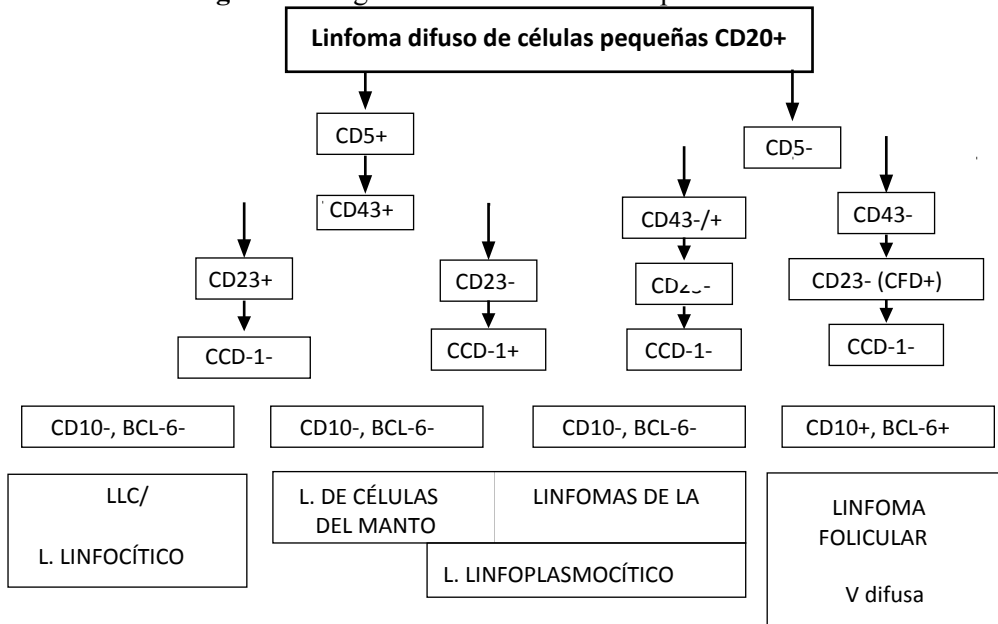 Linfoma difuso de células pequeñas CD20+
CD5+
CD5-
CD43+
CD43-/+
CD43-
CD23+
CD23-
CD23- (CFD+)
CCD-1-
CCD-1+
CCD-1-
CCD-1-
CD10-, BCL-6-
CD10-, BCL-6-
CD10-, BCL-6-
CD10+, BCL-6+
LLC/
L. LINFOCÍTICO
L. DE CÉLULAS
DEL MANTO
LINFOMAS DE LA
L. LINFOPLASMOCÍTICO
LINFOMA
FOLICULAR
V difusa